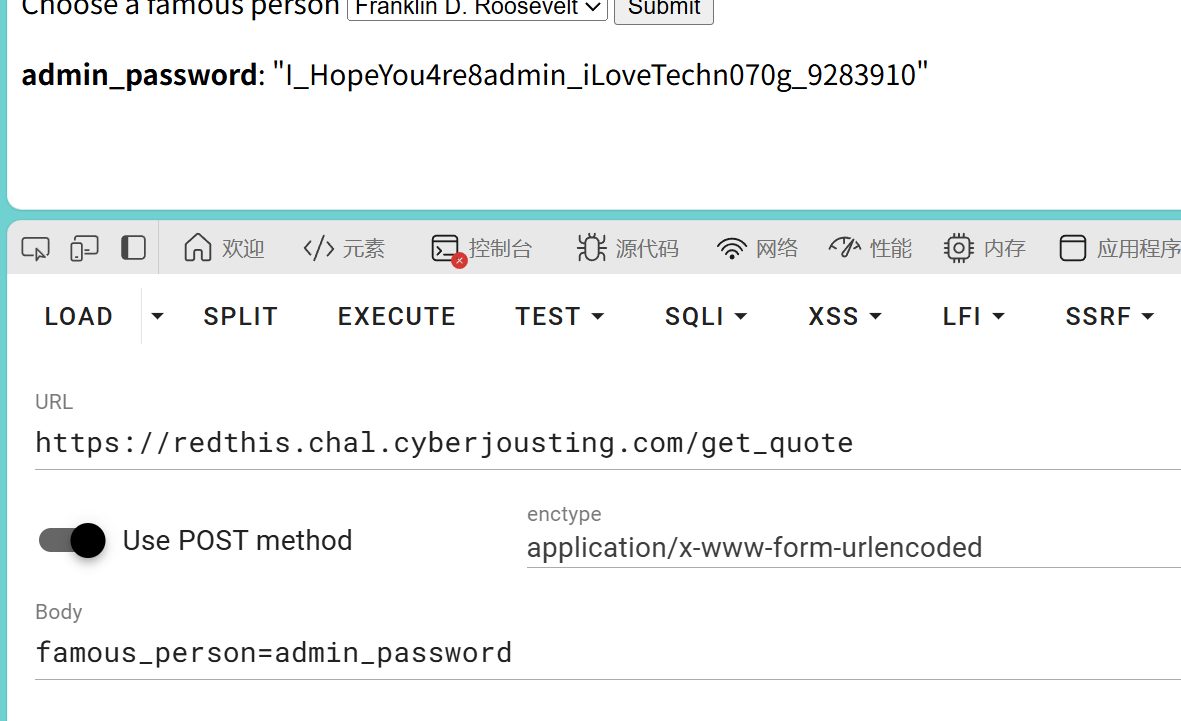 Choose a famous person Franklin D. Roosevelt Submit
admin_password: "I_HopeYou4re8admin_iLoveTechn070g_9283910"
欢迎 元素 控制台 源代码 网络 性能 内存 应用程序
LOAD SPLIT EXECUTE TEST SQLI XSS LFI SSRF
URL
https://redthis.chal.cyberjousting.com/get_quote
enctype
Use POST method application/x-www-form-urlencoded
Body
famous_person=admin_password